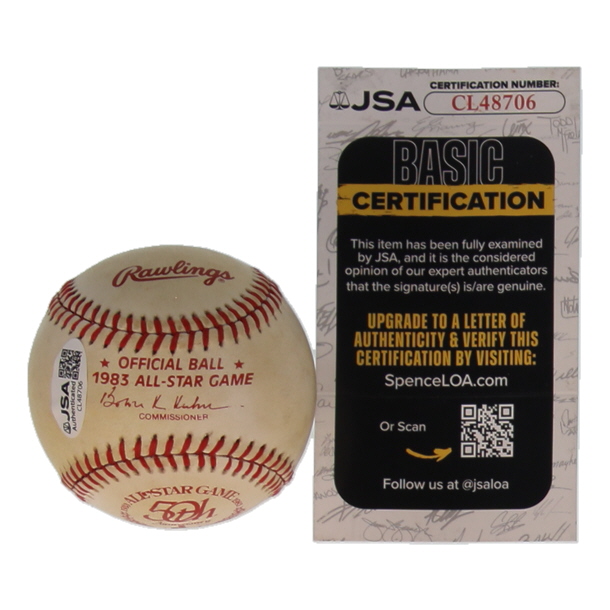 JSA
CERTIFICATION NUMBER:
CL48706
BASIC
CERTIFICATION
This item has been fully examined
by JSA, and it is the considered
opinion of our expert authenticators
that the signature(s) is/are genuine.
UPGRADE TO A LETTER OF
AUTHENTICITY & VERIFY THIS
CERTIFICATION BY VISITING:
SpenceLOA.com
Or Scan
Follow us at @jsaloa
Rawlings
★ OFFICIAL BALL ★
1983 ALL-STAR GAME
Bowie K Kuhn
COMMISSIONER
JSA
Authenticated
CL48706
ALL STAR GAME
50th